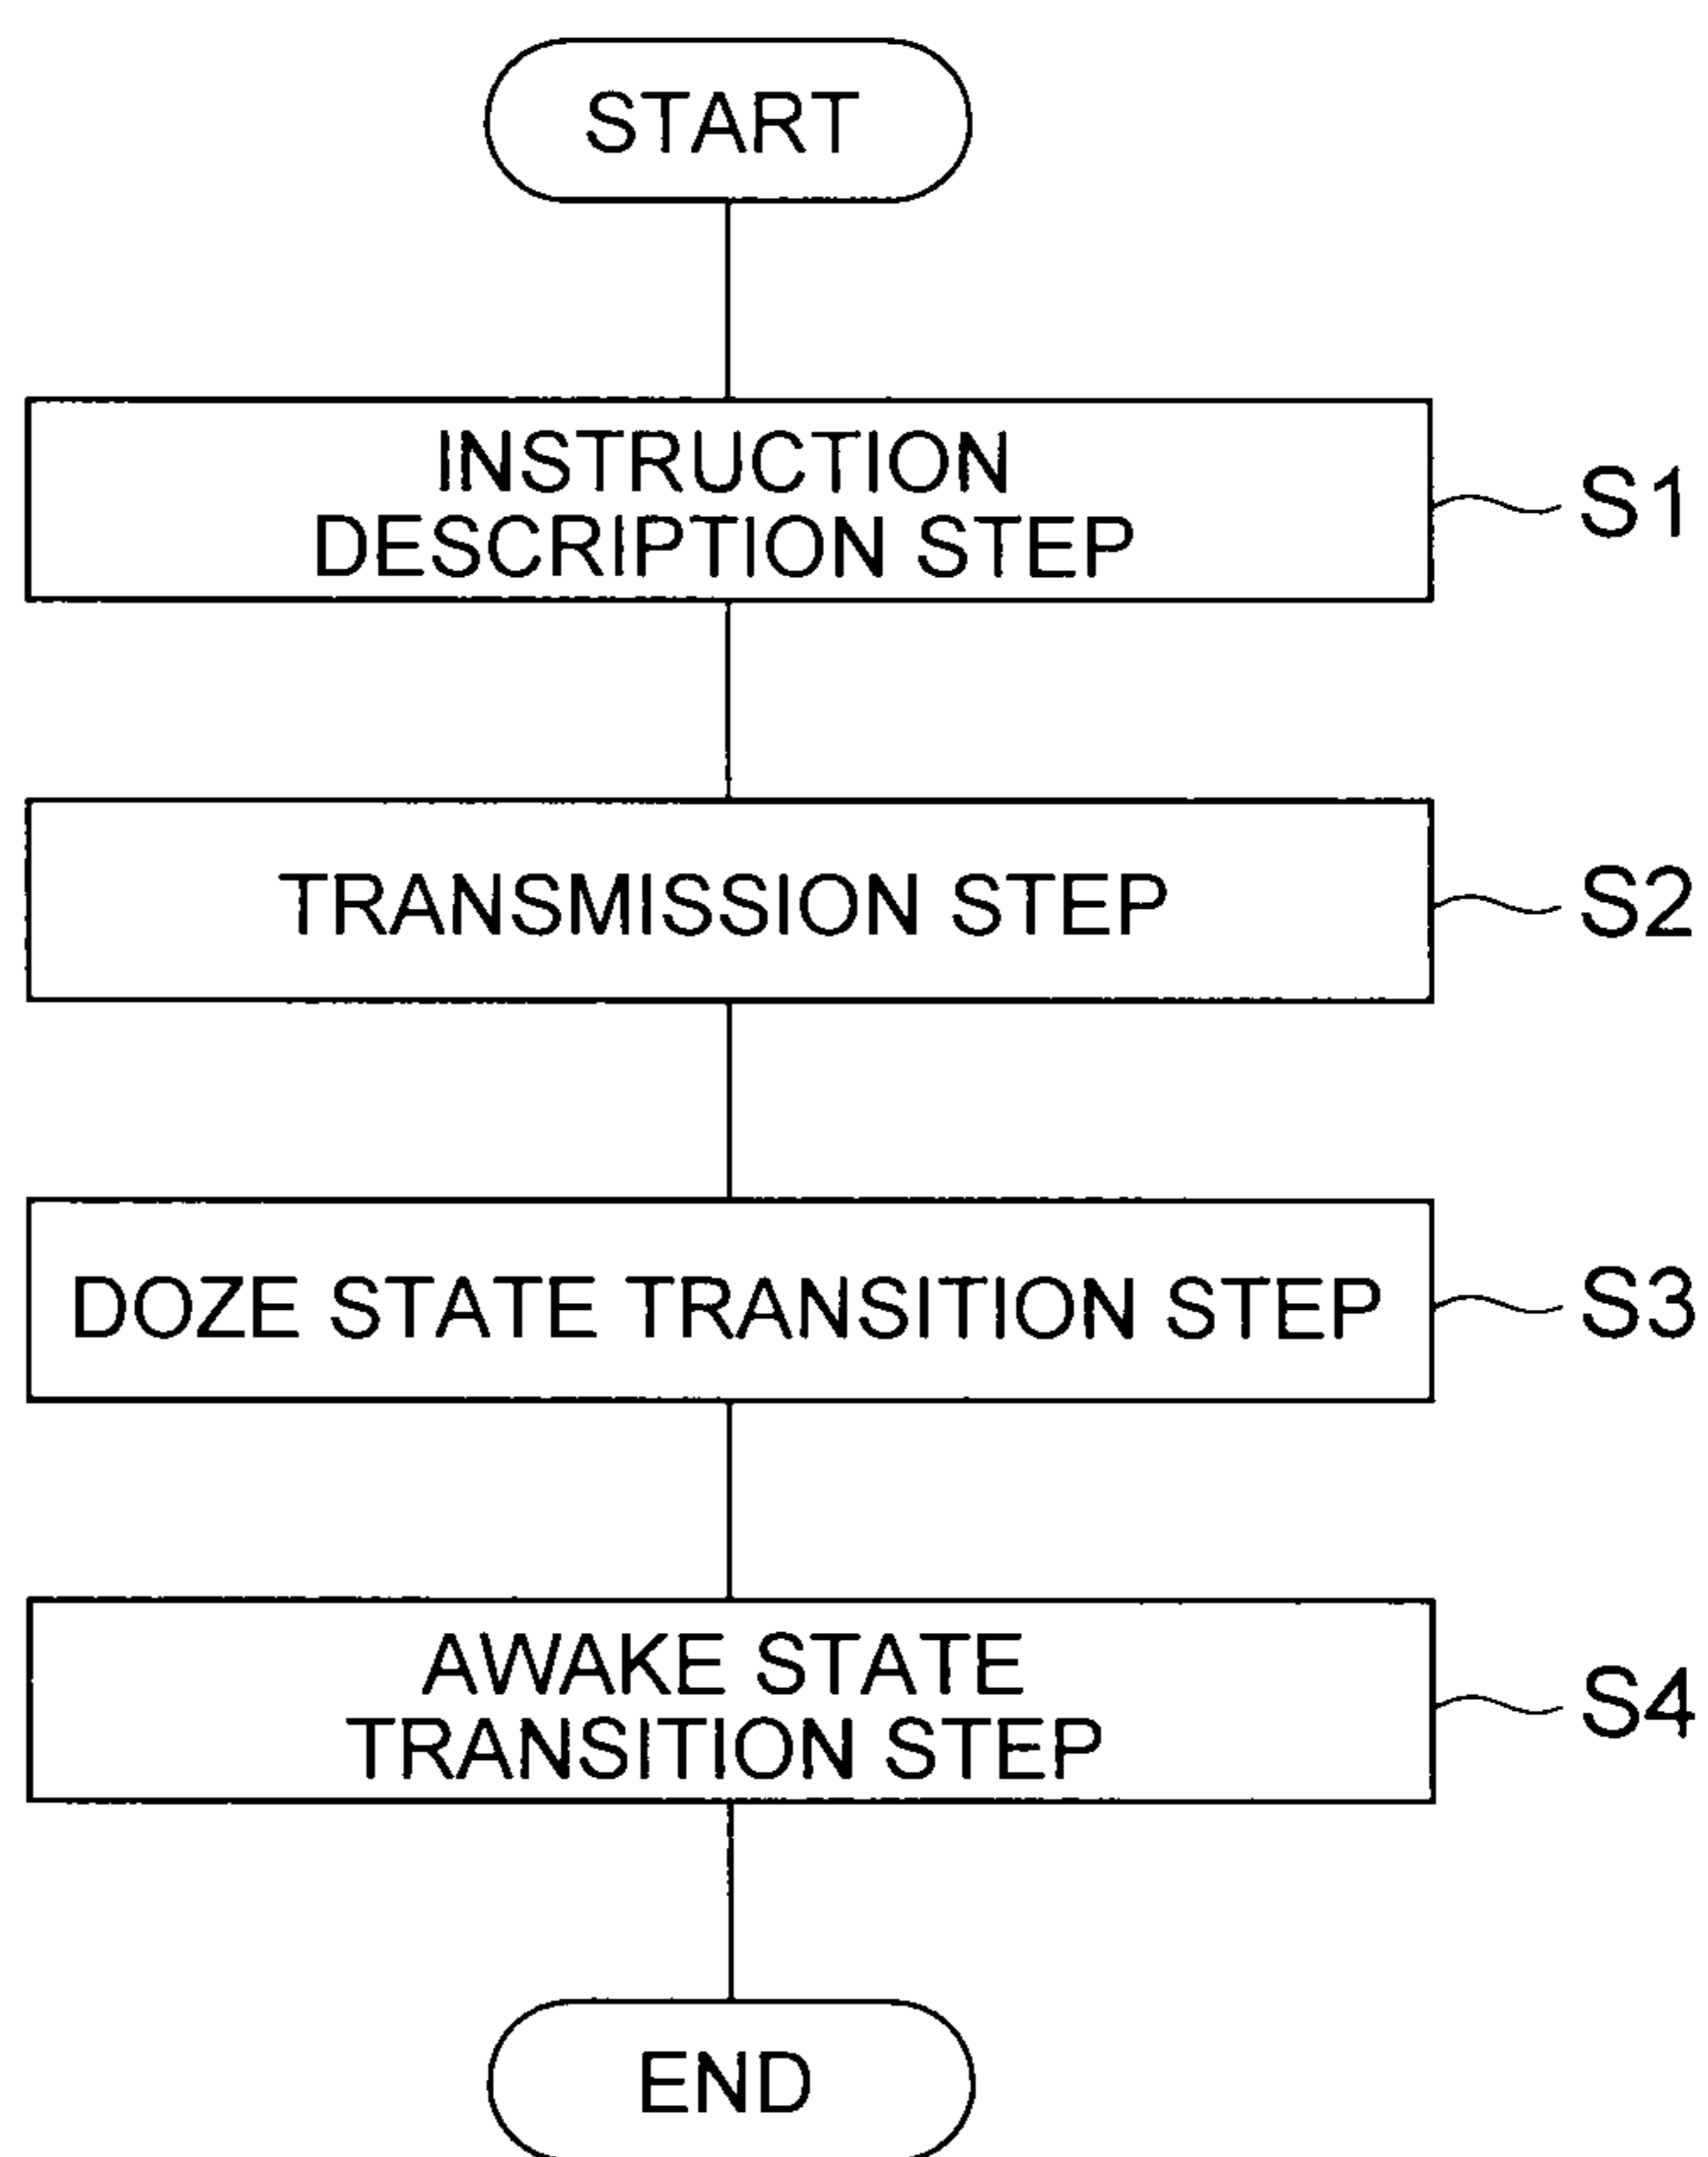 START
INSTRUCTION
DESCRIPTION STEP
S1
TRANSMISSION STEP
S2
DOZE STATE TRANSITION STEP
S3
AWAKE STATE
TRANSITION STEP
S4
END